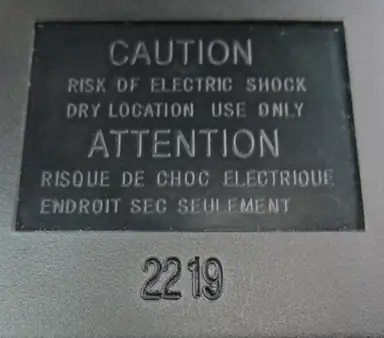 CAUTION
RISK OF ELECTRIC SHOCK
DRY LOCATION USE ONLY
ATTENTION
RISQUE DE CHOC ELECTRIQUE
ENDROIT SEC SEULEMENT
2219